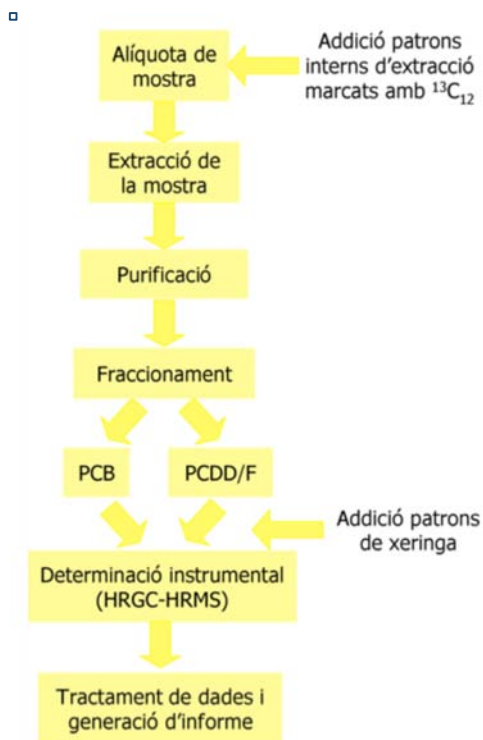 Alíquota de
mostra
Addició patrons
interns d'extracció
marcats amb ¹³C₁₂
Extracció de
la mostra
Purificació
Fraccionament
PCB
PCDD/F
Addició patrons
de xeringa
Determinació instrumental
(HRGC-HRMS)
Tractament de dades i
generació d'informe